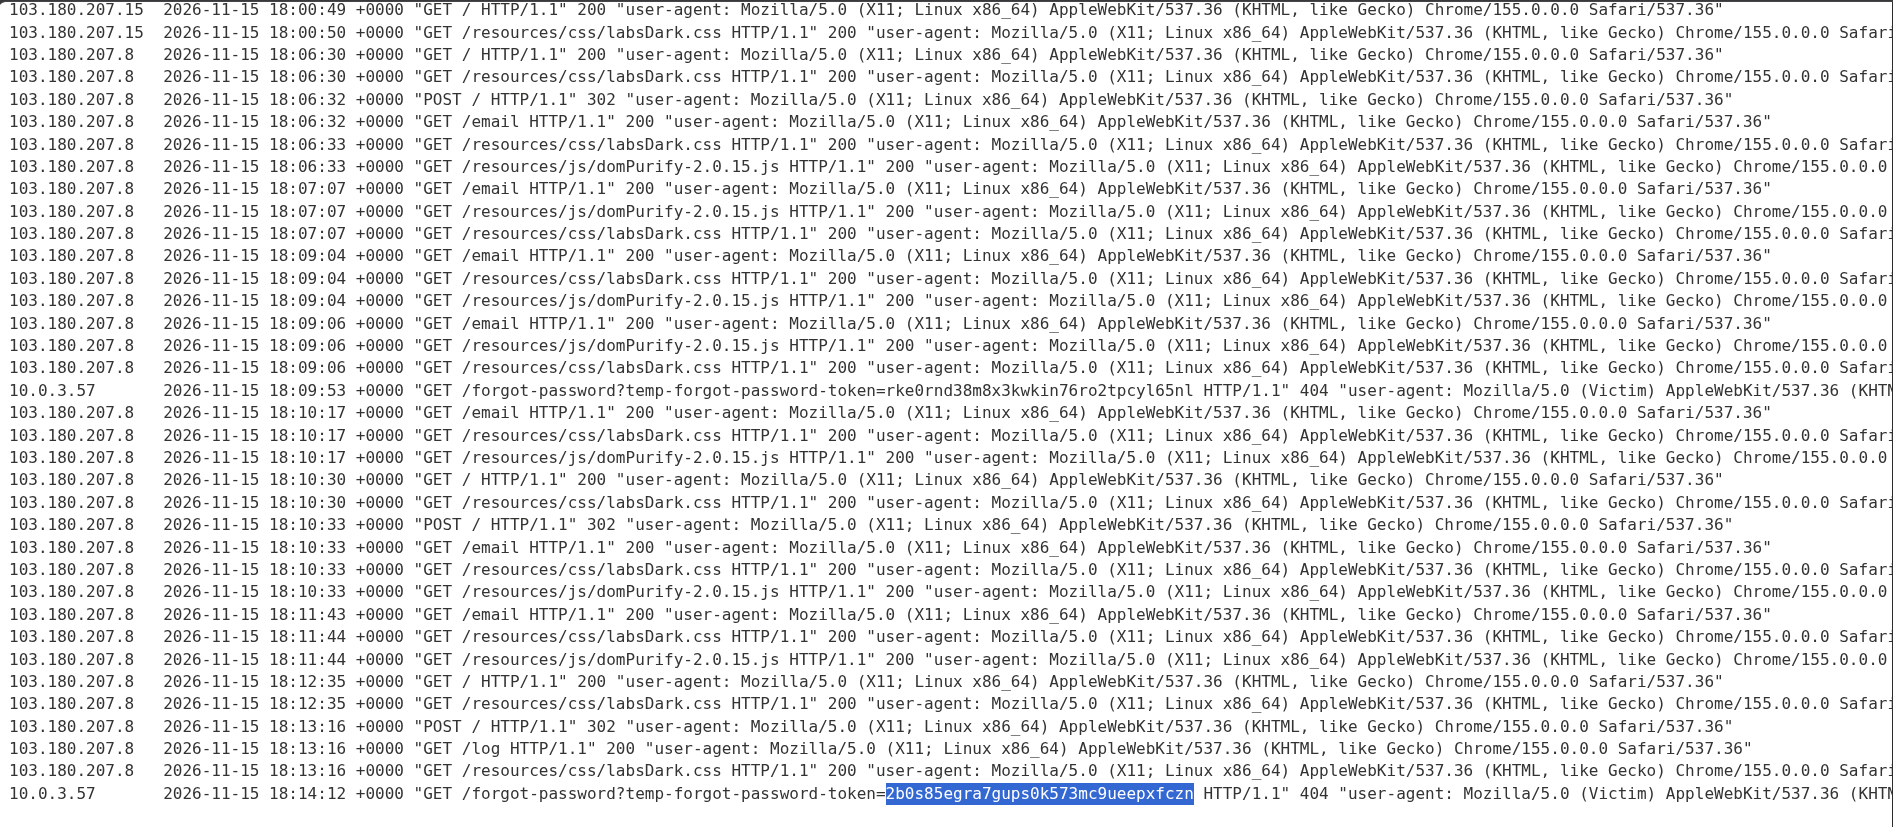 103.180.207.15  2026-11-15 18:00:49 +0000 "GET / HTTP/1.1" 200 "user-agent: Mozilla/5.0 (X11; Linux x86_64) AppleWebKit/537.36 (KHTML, like Gecko) Chrome/155.0.0.0 Safari/537.36"
103.180.207.15  2026-11-15 18:00:50 +0000 "GET /resources/css/labsDark.css HTTP/1.1" 200 "user-agent: Mozilla/5.0 (X11; Linux x86_64) AppleWebKit/537.36 (KHTML, like Gecko) Chrome/155.0.0.0 Safari
103.180.207.8   2026-11-15 18:06:30 +0000 "GET / HTTP/1.1" 200 "user-agent: Mozilla/5.0 (X11; Linux x86_64) AppleWebKit/537.36 (KHTML, like Gecko) Chrome/155.0.0.0 Safari/537.36"
103.180.207.8   2026-11-15 18:06:30 +0000 "GET /resources/css/labsDark.css HTTP/1.1" 200 "user-agent: Mozilla/5.0 (X11; Linux x86_64) AppleWebKit/537.36 (KHTML, like Gecko) Chrome/155.0.0.0 Safari
103.180.207.8   2026-11-15 18:06:32 +0000 "POST / HTTP/1.1" 302 "user-agent: Mozilla/5.0 (X11; Linux x86_64) AppleWebKit/537.36 (KHTML, like Gecko) Chrome/155.0.0.0 Safari/537.36"
103.180.207.8   2026-11-15 18:06:32 +0000 "GET /email HTTP/1.1" 200 "user-agent: Mozilla/5.0 (X11; Linux x86_64) AppleWebKit/537.36 (KHTML, like Gecko) Chrome/155.0.0.0 Safari/537.36"
103.180.207.8   2026-11-15 18:06:33 +0000 "GET /resources/css/labsDark.css HTTP/1.1" 200 "user-agent: Mozilla/5.0 (X11; Linux x86_64) AppleWebKit/537.36 (KHTML, like Gecko) Chrome/155.0.0.0 Safari
103.180.207.8   2026-11-15 18:06:33 +0000 "GET /resources/js/domPurify-2.0.15.js HTTP/1.1" 200 "user-agent: Mozilla/5.0 (X11; Linux x86_64) AppleWebKit/537.36 (KHTML, like Gecko) Chrome/155.0.0.0
103.180.207.8   2026-11-15 18:07:07 +0000 "GET /email HTTP/1.1" 200 "user-agent: Mozilla/5.0 (X11; Linux x86_64) AppleWebKit/537.36 (KHTML, like Gecko) Chrome/155.0.0.0 Safari/537.36"
103.180.207.8   2026-11-15 18:07:07 +0000 "GET /resources/js/domPurify-2.0.15.js HTTP/1.1" 200 "user-agent: Mozilla/5.0 (X11; Linux x86_64) AppleWebKit/537.36 (KHTML, like Gecko) Chrome/155.0.0.0
103.180.207.8   2026-11-15 18:07:07 +0000 "GET /resources/css/labsDark.css HTTP/1.1" 200 "user-agent: Mozilla/5.0 (X11; Linux x86_64) AppleWebKit/537.36 (KHTML, like Gecko) Chrome/155.0.0.0 Safari
103.180.207.8   2026-11-15 18:09:04 +0000 "GET /email HTTP/1.1" 200 "user-agent: Mozilla/5.0 (X11; Linux x86_64) AppleWebKit/537.36 (KHTML, like Gecko) Chrome/155.0.0.0 Safari/537.36"
103.180.207.8   2026-11-15 18:09:04 +0000 "GET /resources/css/labsDark.css HTTP/1.1" 200 "user-agent: Mozilla/5.0 (X11; Linux x86_64) AppleWebKit/537.36 (KHTML, like Gecko) Chrome/155.0.0.0 Safari
103.180.207.8   2026-11-15 18:09:04 +0000 "GET /resources/js/domPurify-2.0.15.js HTTP/1.1" 200 "user-agent: Mozilla/5.0 (X11; Linux x86_64) AppleWebKit/537.36 (KHTML, like Gecko) Chrome/155.0.0.0
103.180.207.8   2026-11-15 18:09:06 +0000 "GET /email HTTP/1.1" 200 "user-agent: Mozilla/5.0 (X11; Linux x86_64) AppleWebKit/537.36 (KHTML, like Gecko) Chrome/155.0.0.0 Safari/537.36"
103.180.207.8   2026-11-15 18:09:06 +0000 "GET /resources/js/domPurify-2.0.15.js HTTP/1.1" 200 "user-agent: Mozilla/5.0 (X11; Linux x86_64) AppleWebKit/537.36 (KHTML, like Gecko) Chrome/155.0.0.0
103.180.207.8   2026-11-15 18:09:06 +0000 "GET /resources/css/labsDark.css HTTP/1.1" 200 "user-agent: Mozilla/5.0 (X11; Linux x86_64) AppleWebKit/537.36 (KHTML, like Gecko) Chrome/155.0.0.0 Safari
10.0.3.57       2026-11-15 18:09:53 +0000 "GET /forgot-password?temp-forgot-password-token=rke0rnd38m8x3kwkin76ro2tpcyl65nl HTTP/1.1" 404 "user-agent: Mozilla/5.0 (Victim) AppleWebKit/537.36 (KHTM
103.180.207.8   2026-11-15 18:10:17 +0000 "GET /email HTTP/1.1" 200 "user-agent: Mozilla/5.0 (X11; Linux x86_64) AppleWebKit/537.36 (KHTML, like Gecko) Chrome/155.0.0.0 Safari/537.36"
103.180.207.8   2026-11-15 18:10:17 +0000 "GET /resources/css/labsDark.css HTTP/1.1" 200 "user-agent: Mozilla/5.0 (X11; Linux x86_64) AppleWebKit/537.36 (KHTML, like Gecko) Chrome/155.0.0.0 Safari
103.180.207.8   2026-11-15 18:10:17 +0000 "GET /resources/js/domPurify-2.0.15.js HTTP/1.1" 200 "user-agent: Mozilla/5.0 (X11; Linux x86_64) AppleWebKit/537.36 (KHTML, like Gecko) Chrome/155.0.0.0
103.180.207.8   2026-11-15 18:10:30 +0000 "GET / HTTP/1.1" 200 "user-agent: Mozilla/5.0 (X11; Linux x86_64) AppleWebKit/537.36 (KHTML, like Gecko) Chrome/155.0.0.0 Safari/537.36"
103.180.207.8   2026-11-15 18:10:30 +0000 "GET /resources/css/labsDark.css HTTP/1.1" 200 "user-agent: Mozilla/5.0 (X11; Linux x86_64) AppleWebKit/537.36 (KHTML, like Gecko) Chrome/155.0.0.0 Safari
103.180.207.8   2026-11-15 18:10:33 +0000 "POST / HTTP/1.1" 302 "user-agent: Mozilla/5.0 (X11; Linux x86_64) AppleWebKit/537.36 (KHTML, like Gecko) Chrome/155.0.0.0 Safari/537.36"
103.180.207.8   2026-11-15 18:10:33 +0000 "GET /email HTTP/1.1" 200 "user-agent: Mozilla/5.0 (X11; Linux x86_64) AppleWebKit/537.36 (KHTML, like Gecko) Chrome/155.0.0.0 Safari/537.36"
103.180.207.8   2026-11-15 18:10:33 +0000 "GET /resources/css/labsDark.css HTTP/1.1" 200 "user-agent: Mozilla/5.0 (X11; Linux x86_64) AppleWebKit/537.36 (KHTML, like Gecko) Chrome/155.0.0.0 Safari
103.180.207.8   2026-11-15 18:10:33 +0000 "GET /resources/js/domPurify-2.0.15.js HTTP/1.1" 200 "user-agent: Mozilla/5.0 (X11; Linux x86_64) AppleWebKit/537.36 (KHTML, like Gecko) Chrome/155.0.0.0
103.180.207.8   2026-11-15 18:11:43 +0000 "GET /email HTTP/1.1" 200 "user-agent: Mozilla/5.0 (X11; Linux x86_64) AppleWebKit/537.36 (KHTML, like Gecko) Chrome/155.0.0.0 Safari/537.36"
103.180.207.8   2026-11-15 18:11:44 +0000 "GET /resources/css/labsDark.css HTTP/1.1" 200 "user-agent: Mozilla/5.0 (X11; Linux x86_64) AppleWebKit/537.36 (KHTML, like Gecko) Chrome/155.0.0.0 Safari
103.180.207.8   2026-11-15 18:11:44 +0000 "GET /resources/js/domPurify-2.0.15.js HTTP/1.1" 200 "user-agent: Mozilla/5.0 (X11; Linux x86_64) AppleWebKit/537.36 (KHTML, like Gecko) Chrome/155.0.0.0
103.180.207.8   2026-11-15 18:12:35 +0000 "GET / HTTP/1.1" 200 "user-agent: Mozilla/5.0 (X11; Linux x86_64) AppleWebKit/537.36 (KHTML, like Gecko) Chrome/155.0.0.0 Safari/537.36"
103.180.207.8   2026-11-15 18:12:35 +0000 "GET /resources/css/labsDark.css HTTP/1.1" 200 "user-agent: Mozilla/5.0 (X11; Linux x86_64) AppleWebKit/537.36 (KHTML, like Gecko) Chrome/155.0.0.0 Safari
103.180.207.8   2026-11-15 18:13:16 +0000 "POST / HTTP/1.1" 302 "user-agent: Mozilla/5.0 (X11; Linux x86_64) AppleWebKit/537.36 (KHTML, like Gecko) Chrome/155.0.0.0 Safari/537.36"
103.180.207.8   2026-11-15 18:13:16 +0000 "GET /log HTTP/1.1" 200 "user-agent: Mozilla/5.0 (X11; Linux x86_64) AppleWebKit/537.36 (KHTML, like Gecko) Chrome/155.0.0.0 Safari/537.36"
103.180.207.8   2026-11-15 18:13:16 +0000 "GET /resources/css/labsDark.css HTTP/1.1" 200 "user-agent: Mozilla/5.0 (X11; Linux x86_64) AppleWebKit/537.36 (KHTML, like Gecko) Chrome/155.0.0.0 Safari
10.0.3.57       2026-11-15 18:14:12 +0000 "GET /forgot-password?temp-forgot-password-token=2b0s85egra7gups0k573mc9ueepxfczn HTTP/1.1" 404 "user-agent: Mozilla/5.0 (Victim) AppleWebKit/537.36 (KHTM